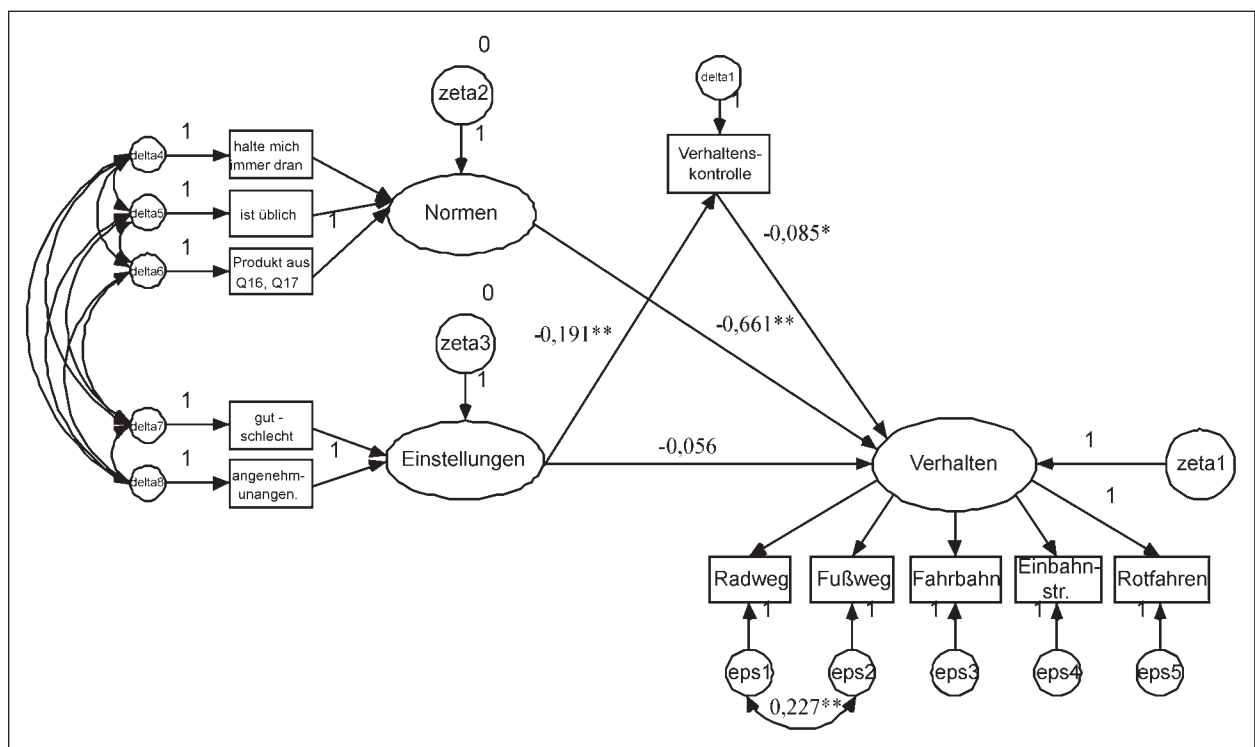 0
zeta2
1
delta1
1
delta4
1
halte mich
immer dran
delta5
1
ist üblich
1
delta6
1
Produkt aus
Q16, Q17
Normen
Verhaltens-
kontrolle
-0,085*
0
zeta3
1
-0,191**
-0,661**
delta7
1
gut -
schlecht
1
delta8
1
angenehm-
unangen.
Einstellungen
-0,056
Verhalten
1
zeta1
1
Radweg
Fußweg
Fahrbahn
Einbahn-
str.
Rotfahren
1
1
1
1
1
eps1
eps2
eps3
eps4
eps5
0,227**